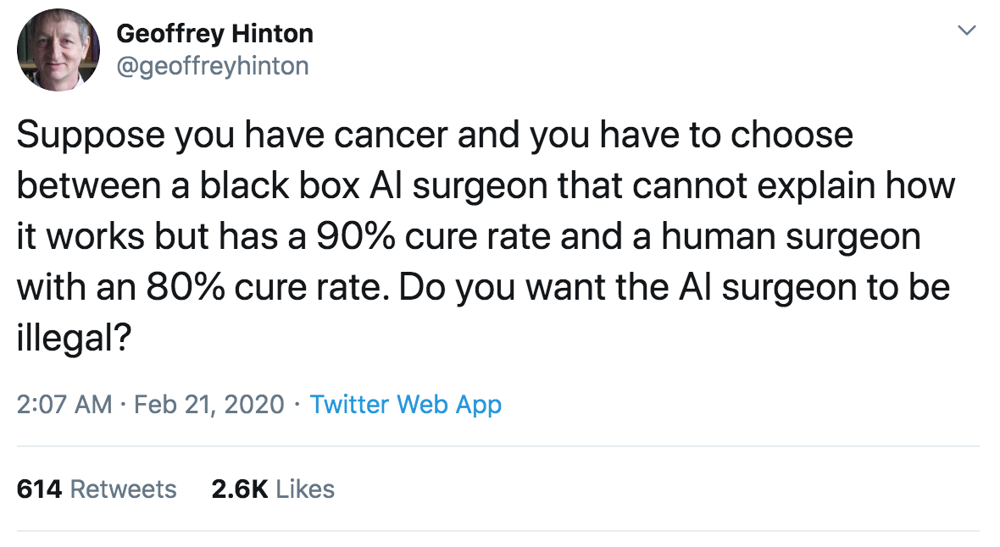 Geoffrey Hinton
@geoffreyhinton
Suppose you have cancer and you have to choose
between a black box AI surgeon that cannot explain how
it works but has a 90% cure rate and a human surgeon
with an 80% cure rate. Do you want the AI surgeon to be
illegal?
2:07 AM · Feb 21, 2020 · Twitter Web App
614 Retweets 2.6K Likes